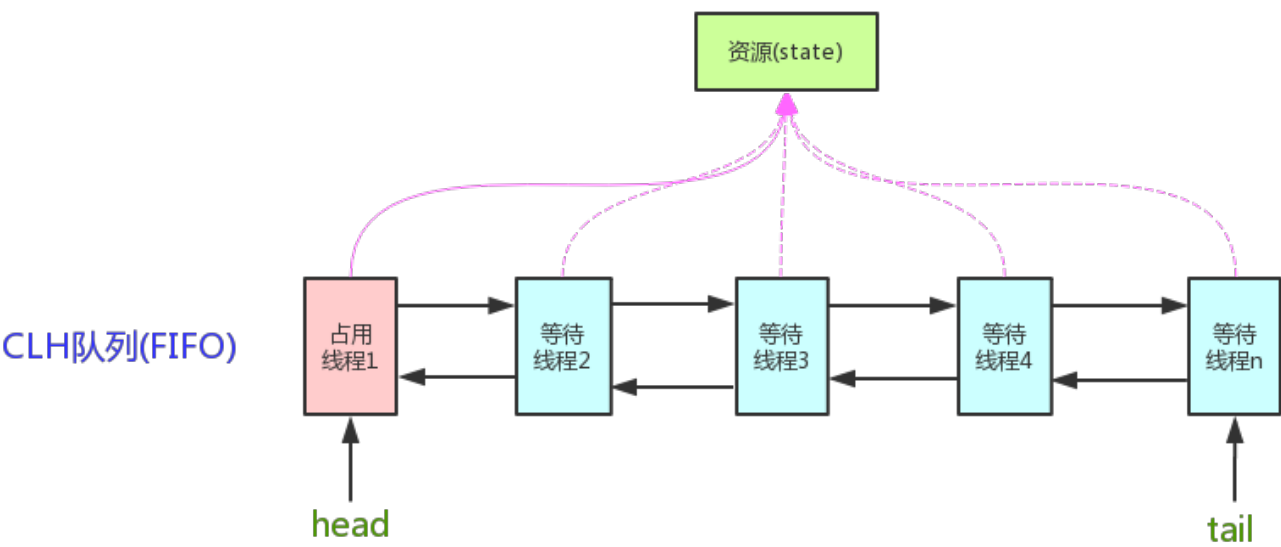 资源(state)
CLH队列(FIFO)
占用
线程1
等待
线程2
等待
线程3
等待
线程4
等待
线程n
head
tail